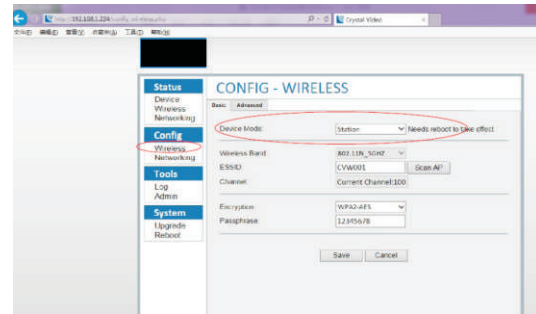 192.168.1.234/config_wireless.php
Crystal Video
文件(F) 编辑(E) 查看(V) 收藏夹(A) 工具(T) 帮助(H)
Status
Device
Wireless
Networking
Config
Wireless
Networking
Tools
Log
Admin
System
Upgrede
Reboot
CONFIG - WIRELESS
Basic Advanced
Device Mode: Station Needs reboot to take effect
Wireless Band: 802.11N_5GHZ
ESSID: CVW001 Scan AP
Channel: Current Channel:100
Encryption: WPA2-AES
Passphrase: 12345678
Save Cancel